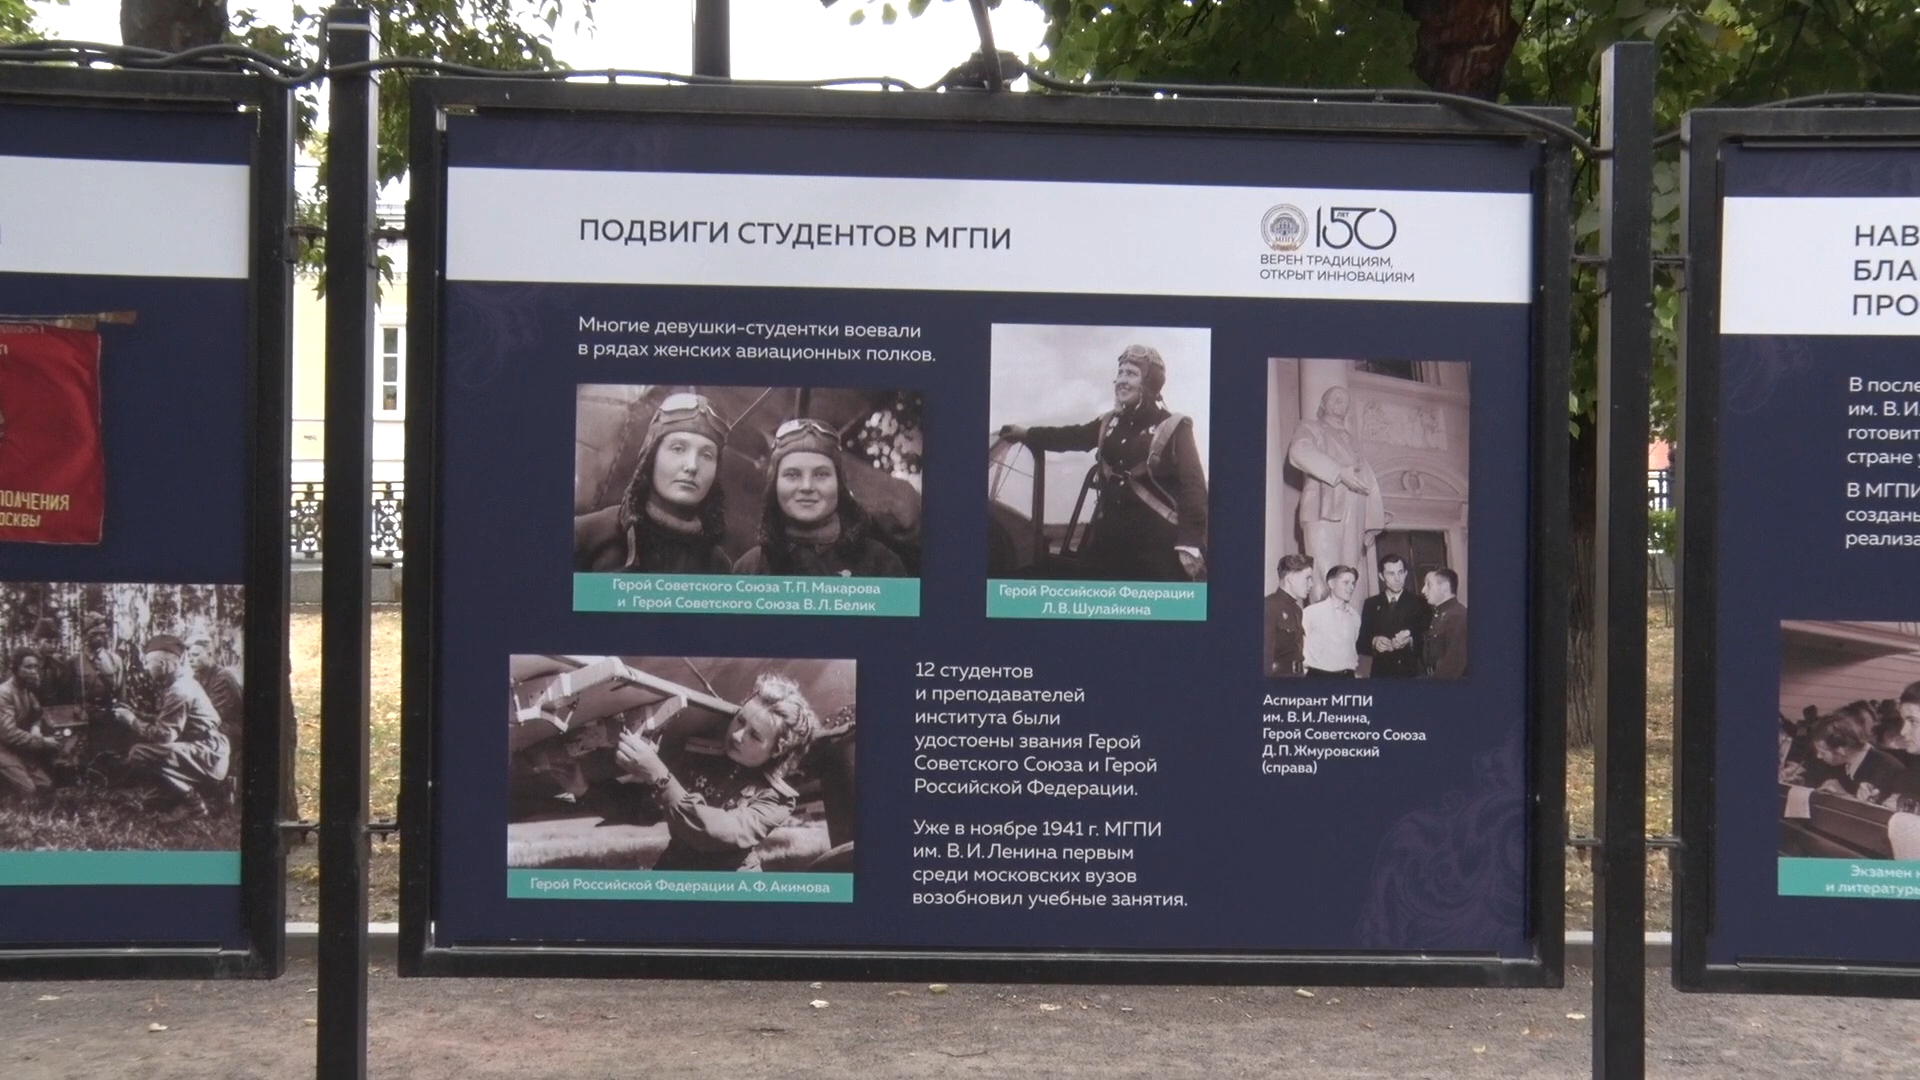 ПОЛЧЕНИЯ
ПОДВИГИ СТУДЕНТОВ МГПИ
150
ЛЕТ
ВЕРЕН ТРАДИЦИЯМ,
ОТКРЫТ ИННОВАЦИЯМ
Многие девушки-студентки воевали
в рядах женских авиационных полков.
Герой Советского Союза Т. П. Макарова
и Герой Советского Союза В. Л. Белик
Герой Российской Федерации
Л. В. Шулайкина
Герой Российской Федерации А. Ф. Акимова
12 студентов
и преподавателей
института были
удостоены звания Герой
Советского Союза и Герой
Российской Федерации.
Уже в ноябре 1941 г. МГПИ
им. В. И. Ленина первым
среди московских вузов
возобновил учебные занятия.
Аспирант МГПИ
им. В. И. Ленина,
Герой Советского Союза
Д. П. Жмуровский
(справа)
НАВ
БЛА
ПРО
В после
им. В. И.
готовит
стране
В МГПИ
созданы
реализа
Экзамен
и литературы